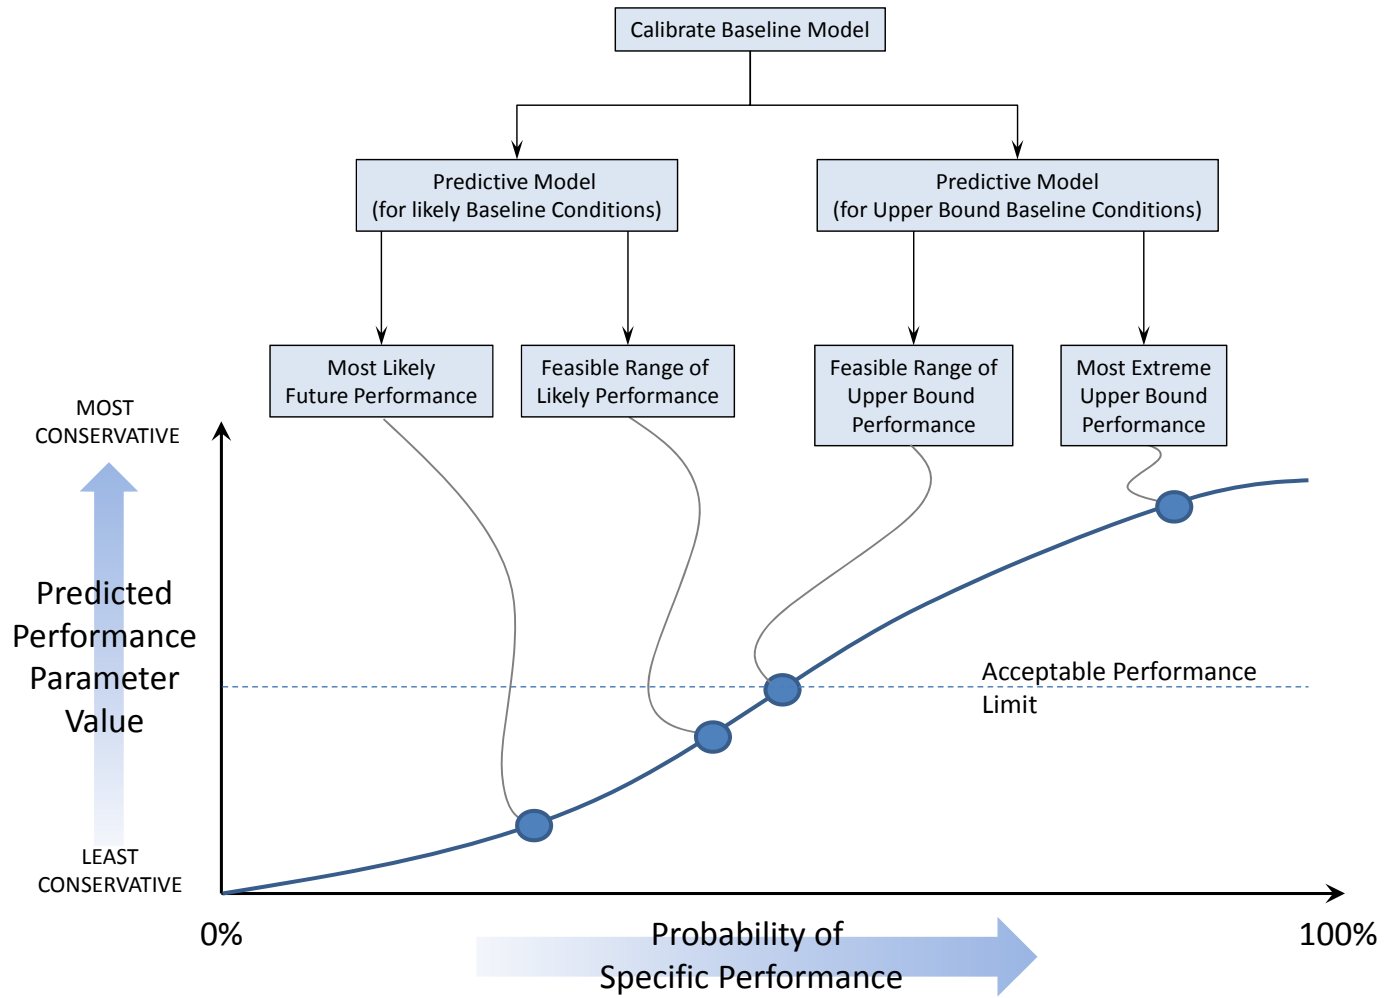 Calibrate Baseline Model
Predictive Model
(for likely Baseline Conditions)
Predictive Model
(for Upper Bound Baseline Conditions)
Most Likely
Future Performance
Feasible Range of
Likely Performance
Feasible Range of
Upper Bound
Performance
Most Extreme
Upper Bound
Performance
MOST
CONSERVATIVE
Predicted
Performance
Parameter
Value
Acceptable Performance
Limit
LEAST
CONSERVATIVE
0%
Probability of
Specific Performance
100%